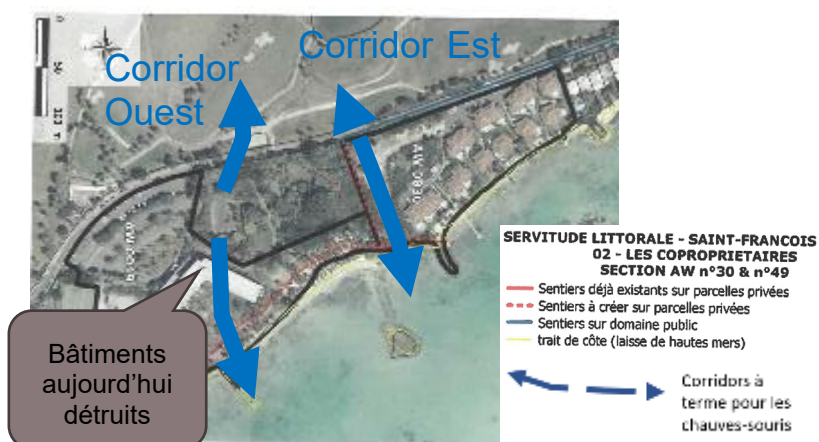 Corridor Est
Corridor
Ouest
AW 0030
Bâtiments
aujourd’hui
détruits
SERVITUDE LITTORALE - SAINT-FRANCOIS
02 - LES COPROPRIETAIRES
SECTION AW n°30 & n°49
Sentiers déjà existants sur parcelles privées
Sentiers à créer sur parcelles privées
Sentiers sur domaine public
trait de côte (laisse de hautes mers)
Corridors à
terme pour les
chauves-souris